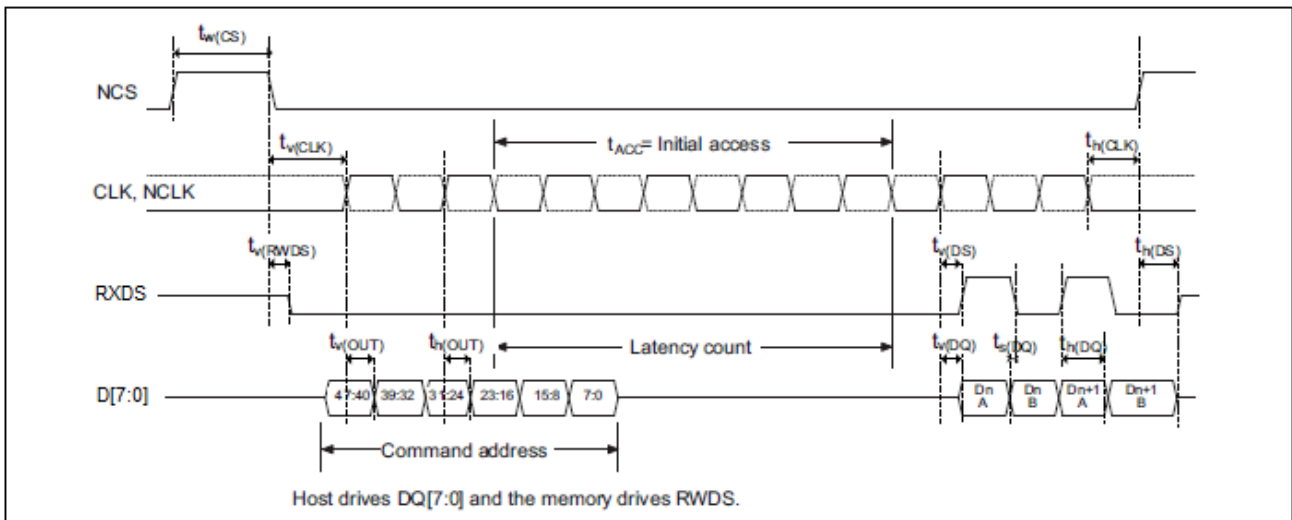 tw(CS)
NCS
tv(CLK)
tACC= Initial access
th(CLK)
CLK, NCLK
tv(RWDS)
tv(DS)
th(DS)
RXDS
tv(OUT)
th(OUT)
Latency count
tv(DQ)
ts(DQ)
th(DQ)
D[7:0]
47:40 39:32 31:24 23:16 15:8 7:0
Dn A Dn B Dn+1 A Dn+1 B
Command address
Host drives DQ[7:0] and the memory drives RWDS.